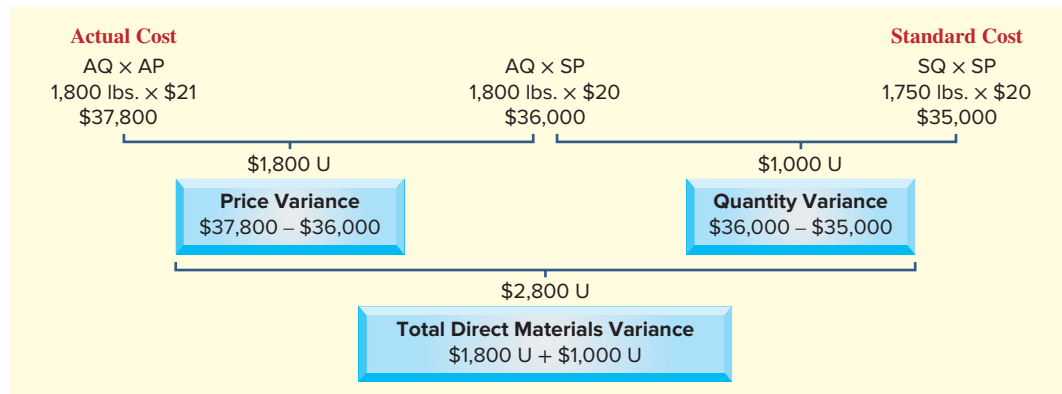 Actual Cost
AQ × AP
1,800 lbs. × $21
$37,800
AQ × SP
1,800 lbs. × $20
$36,000
Standard Cost
SQ × SP
1,750 lbs. × $20
$35,000
$1,800 U
Price Variance
$37,800 – $36,000
$1,000 U
Quantity Variance
$36,000 – $35,000
$2,800 U
Total Direct Materials Variance
$1,800 U + $1,000 U